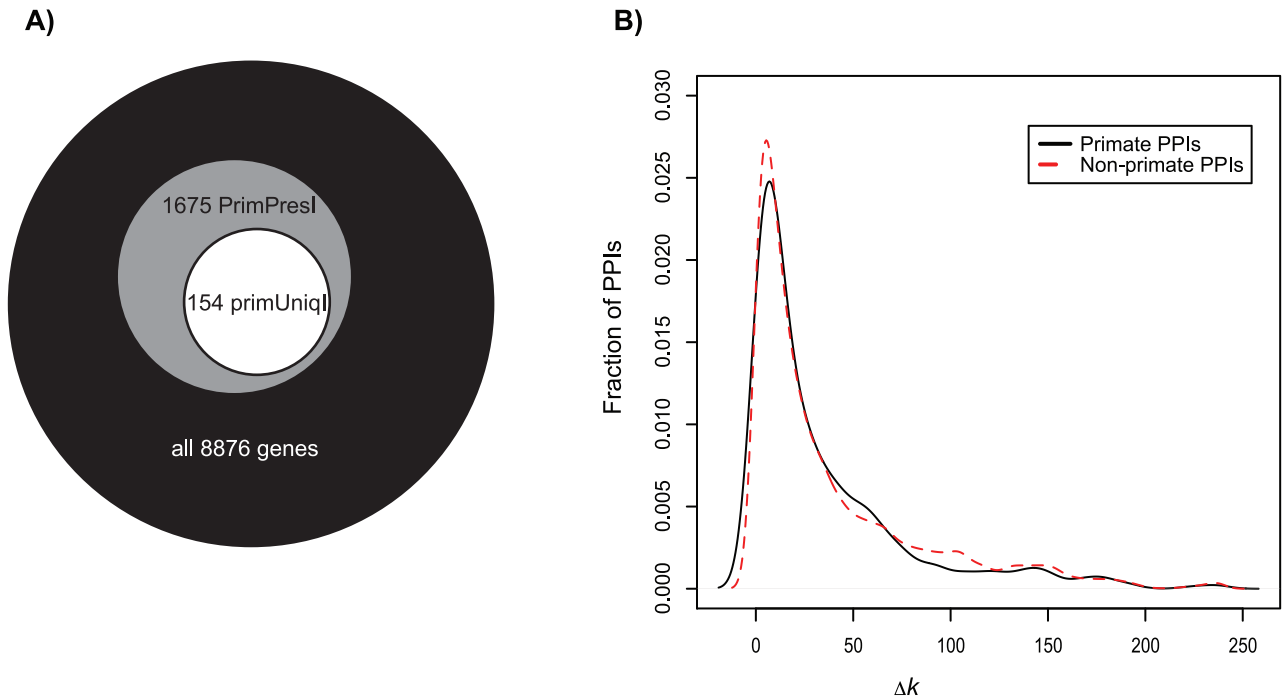 A)
1675 PrimPresI
154 primUniqI
all 8876 genes
B)
Fraction of PPIs
0.030
0.025
0.020
0.015
0.010
0.005
0.000
Primate PPIs
Non-primate PPIs
0 50 100 150 200 250
Δk